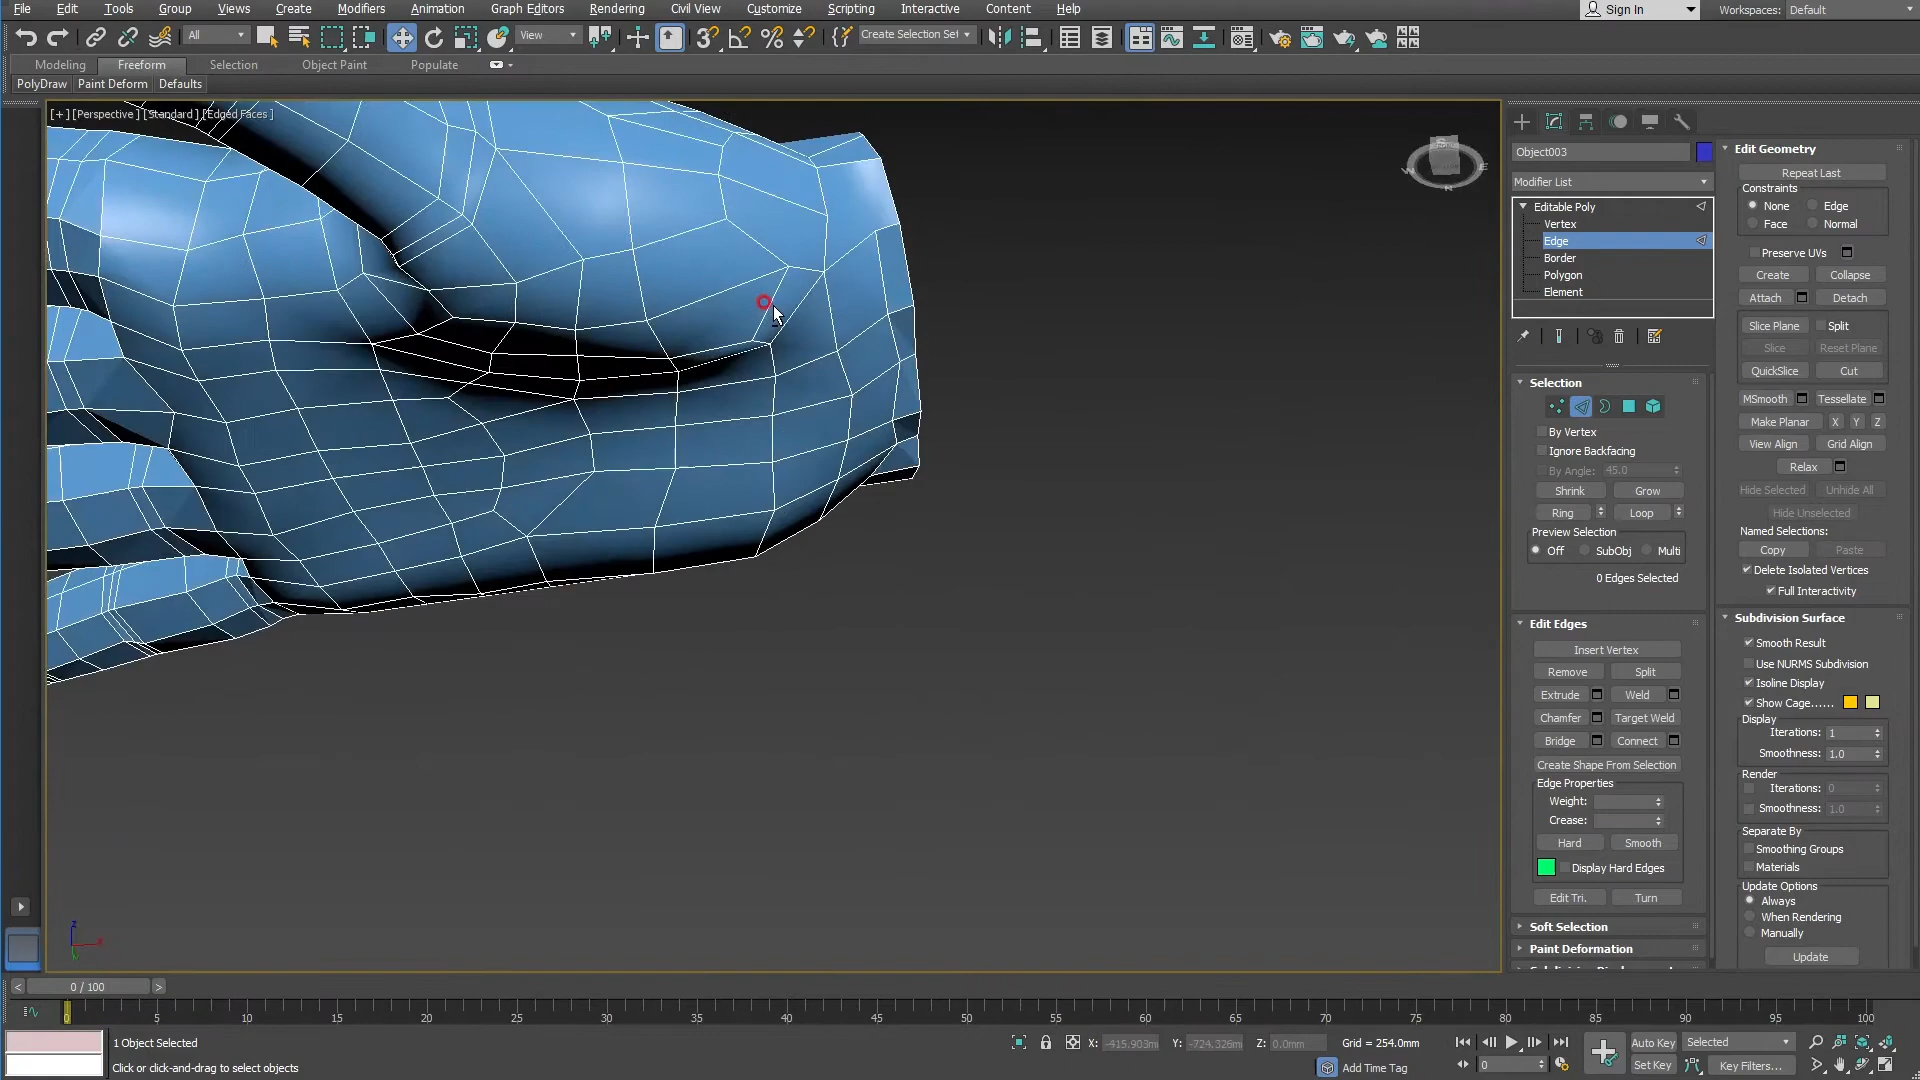 File Edit Tools Group Views Create Modifiers Animation Graph Editors Rendering Civil View Customize Scripting Interactive Content Help Sign In Workspaces: Default
All View Create Selection Set
Modeling Freeform Selection Object Paint Populate
PolyDraw Paint Deform Defaults
[+] [Perspective] [Standard] [Edged Faces]
Object003
Modifier List
Editable Poly
Vertex
Edge
Border
Polygon
Element
Selection
By Vertex
Ignore Backfacing
By Angle: 45.0
Shrink Grow
Ring Loop
Preview Selection
Off SubObj Multi
0 Edges Selected
Edit Edges
Insert Vertex
Remove Split
Extrude Weld
Chamfer Target Weld
Bridge Connect
Create Shape From Selection
Edge Properties
Weight:
Crease:
Hard Smooth
Display Hard Edges
Edit Tri. Turn
Soft Selection
Paint Deformation
Edit Geometry
Repeat Last
Constraints
None Edge
Face Normal
Preserve UVs
Create Collapse
Attach Detach
Slice Plane Split
Slice Reset Plane
QuickSlice Cut
MSmooth Tessellate
Make Planar X Y Z
View Align Grid Align
Relax
Hide Selected Unhide All
Hide Unselected
Named Selections:
Copy Paste
Delete Isolated Vertices
Full Interactivity
Subdivision Surface
Smooth Result
Use NURMS Subdivision
Isoline Display
Show Cage......
Display
Iterations: 1
Smoothness: 1.0
Render
Iterations: 0
Smoothness: 1.0
Separate By
Smoothing Groups
Materials
Update Options
Always
When Rendering
Manually
Update
z x
< 0 / 100 >
0 5 10 15 20 25 30 35 40 45 50 55 60 65 70 75 80 85 90 95 100
1 Object Selected X: -415.903m Y: -724.326m Z: 0.0mm Grid = 254.0mm Auto Key Selected
Click or click-and-drag to select objects Add Time Tag 0 Set Key Key Filters...